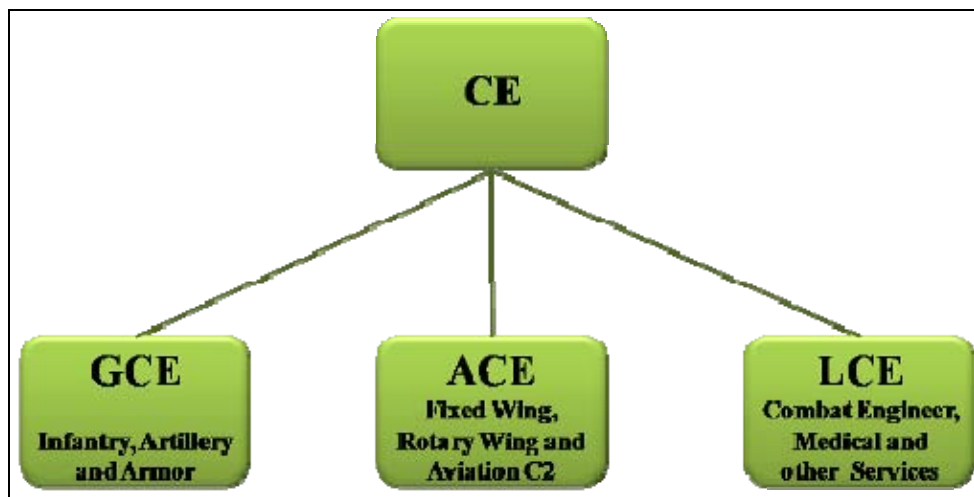 CE
GCE
Infantry, Artillery
and Armor
ACE
Fixed Wing,
Rotary Wing and
Aviation C2
LCE
Combat Engineer,
Medical and
other Services